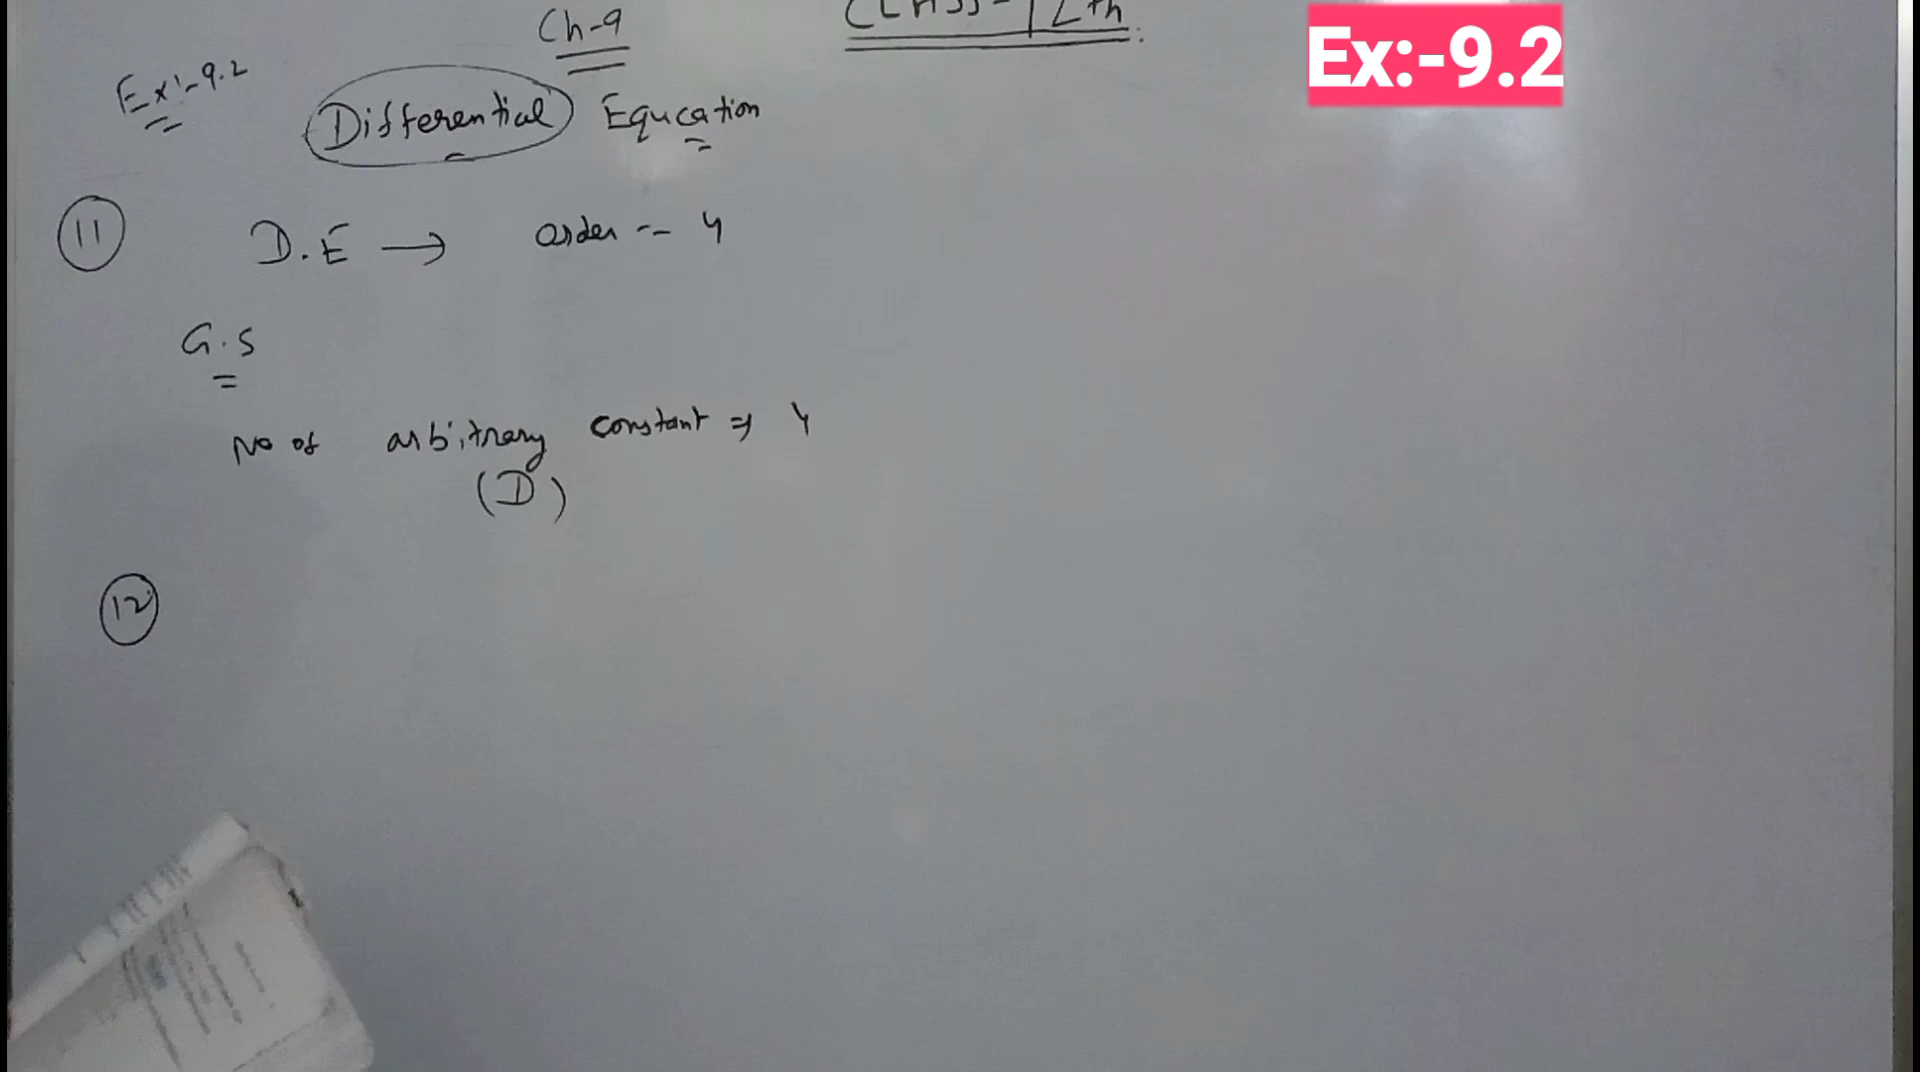 Ch-9
CLASS-12th
Ex:-9.2
Ex:-9.2
Differential Equcation
11
D.E → order -- 4
G.S
No of arbitrary constant ⇒ 4
(D)
12